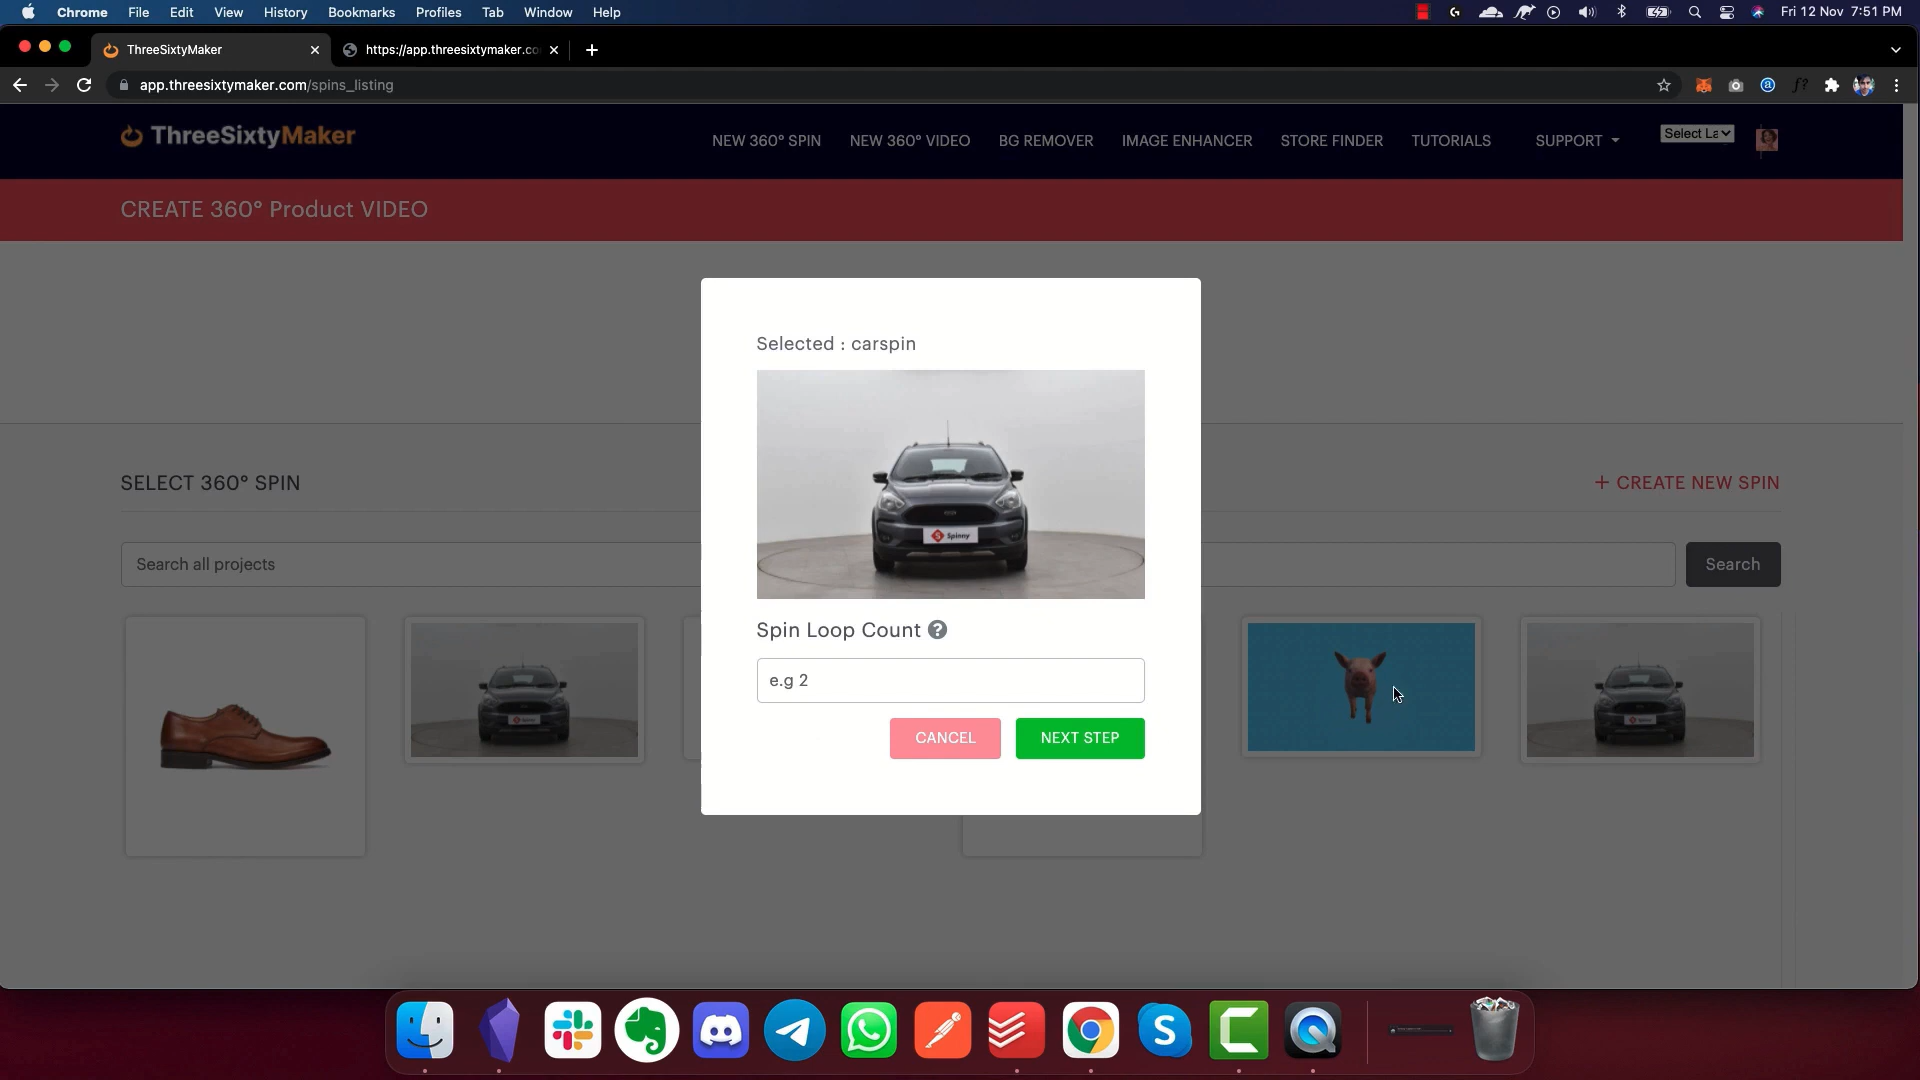 Chrome File Edit View History Bookmarks Profiles Tab Window Help Fri 12 Nov 7:51 PM
ThreeSixtyMaker
https://app.threesixtymaker.co
app.threesixtymaker.com/spins_listing
ThreeSixtyMaker
NEW 360° SPIN NEW 360° VIDEO BG REMOVER IMAGE ENHANCER STORE FINDER TUTORIALS SUPPORT
Select La
CREATE 360° Product VIDEO
Selected : carspin
Spinny
SELECT 360° SPIN
+ CREATE NEW SPIN
Search all projects
Search
Spin Loop Count ?
e.g 2
CANCEL NEXT STEP